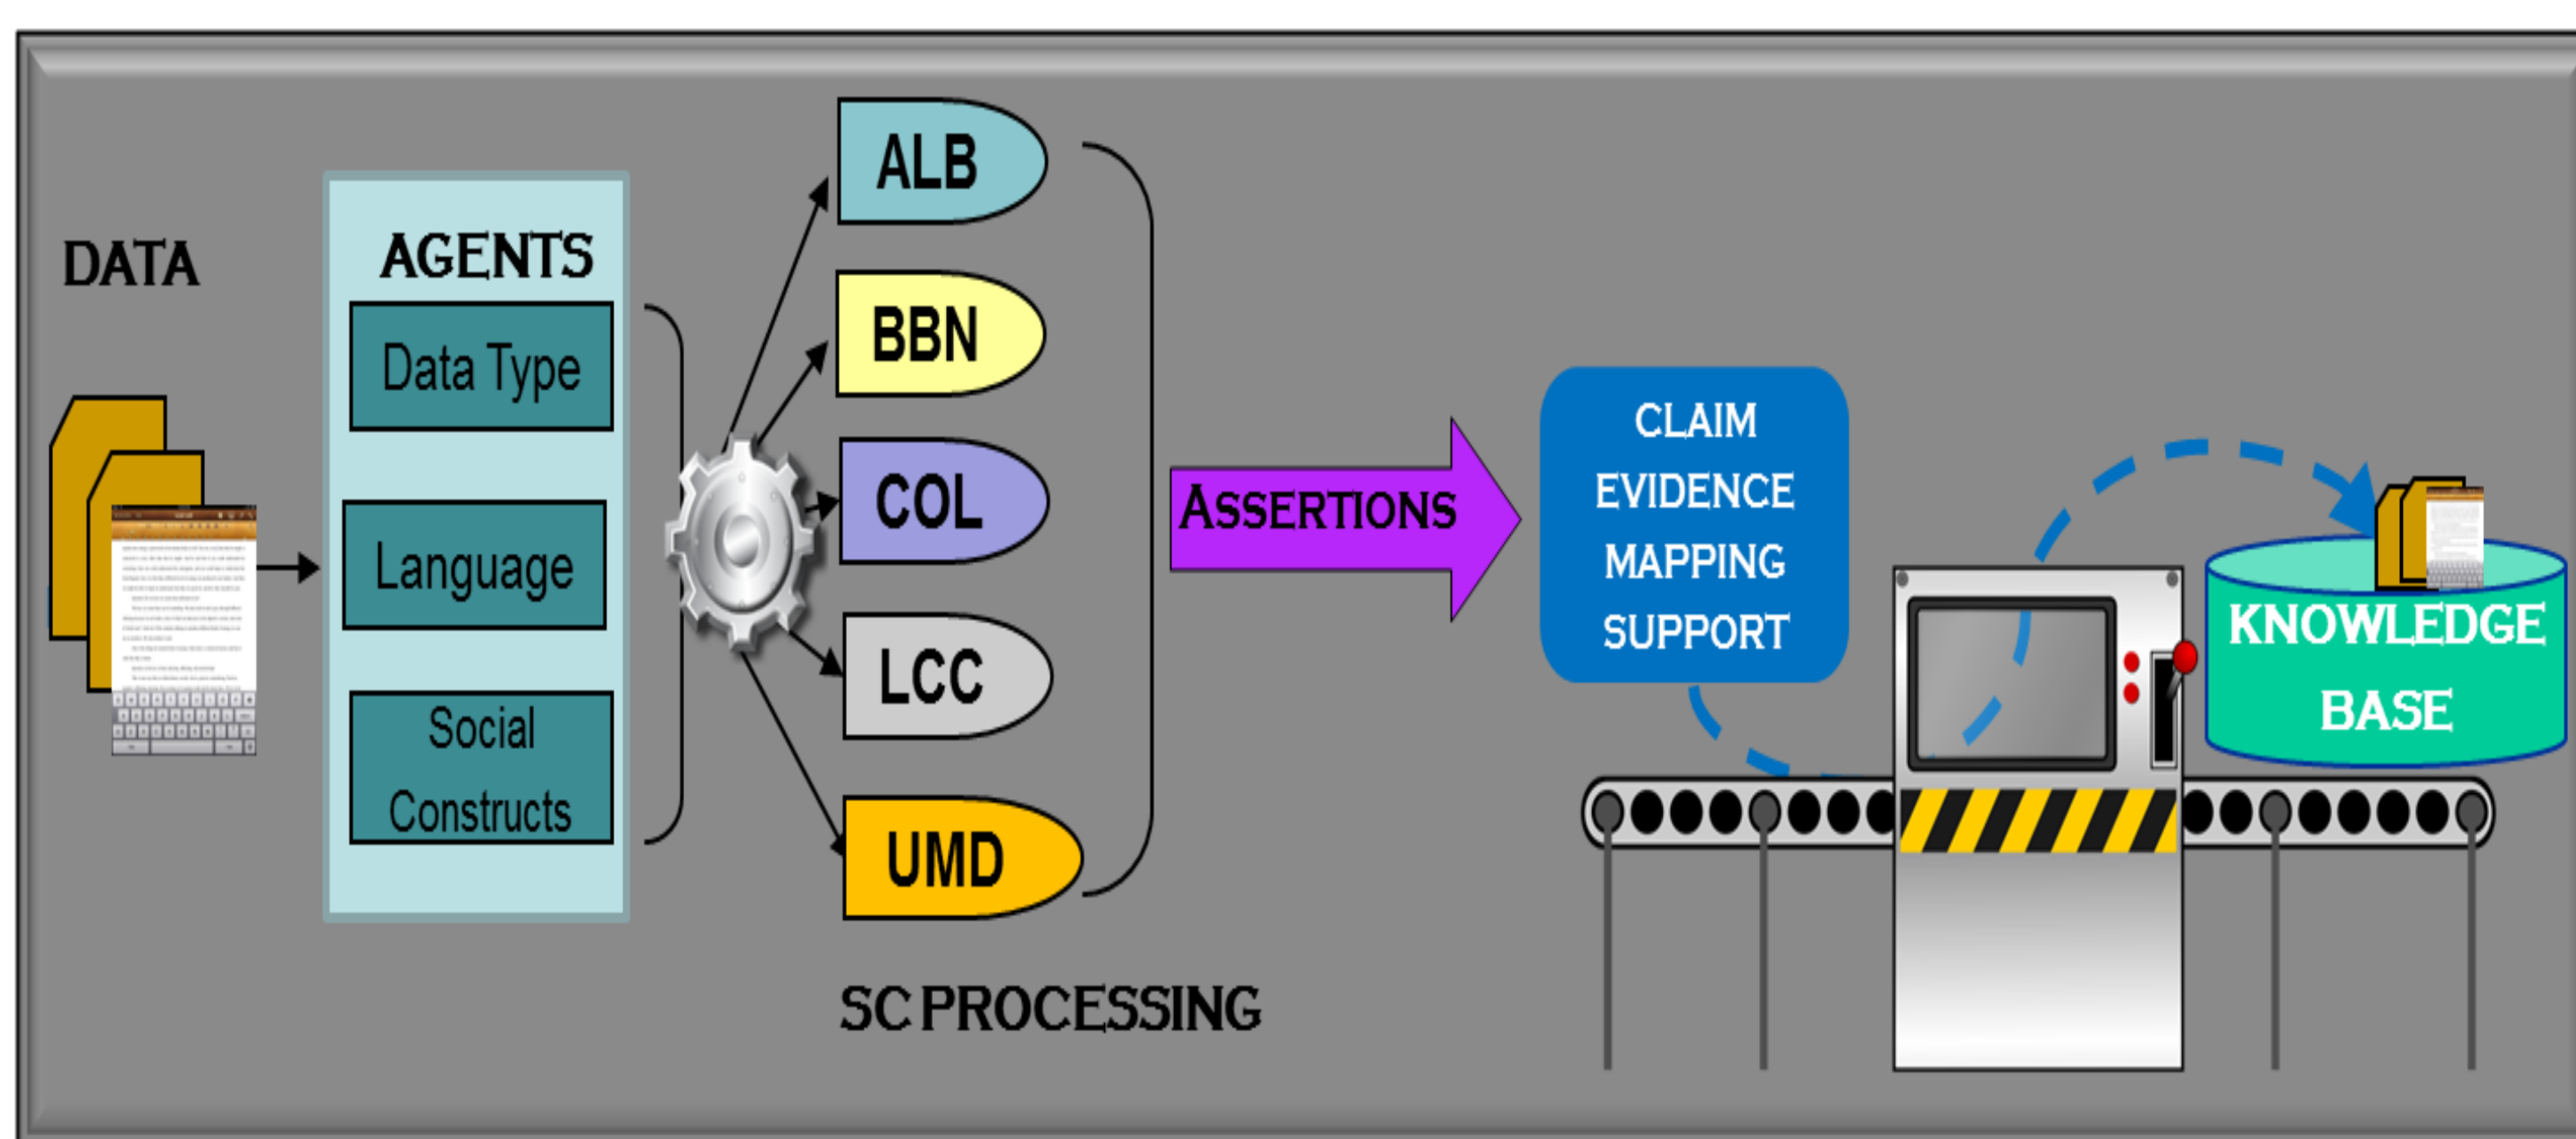 DATA
AGENTS
Data Type
Language
Social
Constructs
ALB
BBN
COL
LCC
UMD
SC PROCESSING
ASSERTIONS
CLAIM
EVIDENCE
MAPPING
SUPPORT
KNOWLEDGE
BASE